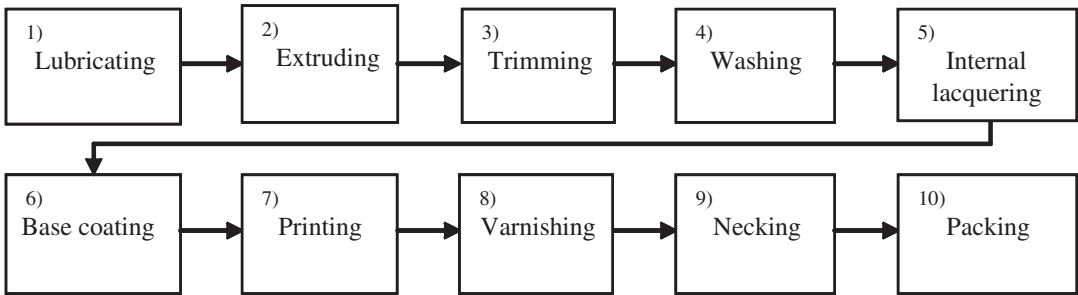 1)
Lubricating
2)
Extruding
3)
Trimming
4)
Washing
5)
Internal
lacquering
6)
Base coating
7)
Printing
8)
Varnishing
9)
Necking
10)
Packing